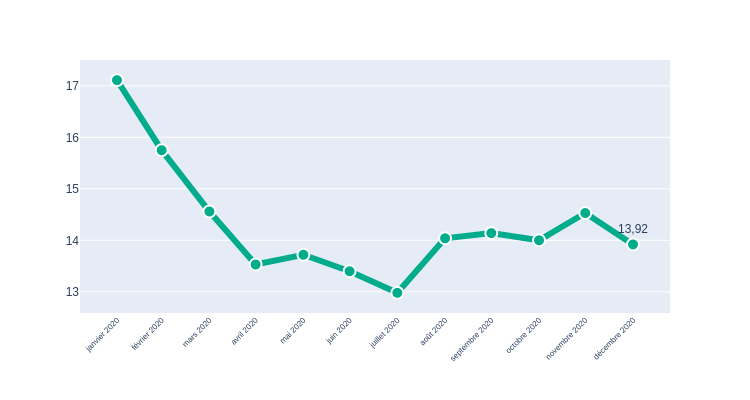 17
16
15
14
13
13,92
janvier 2020
février 2020
mars 2020
avril 2020
mai 2020
juin 2020
juillet 2020
août 2020
septembre 2020
octobre 2020
novembre 2020
décembre 2020